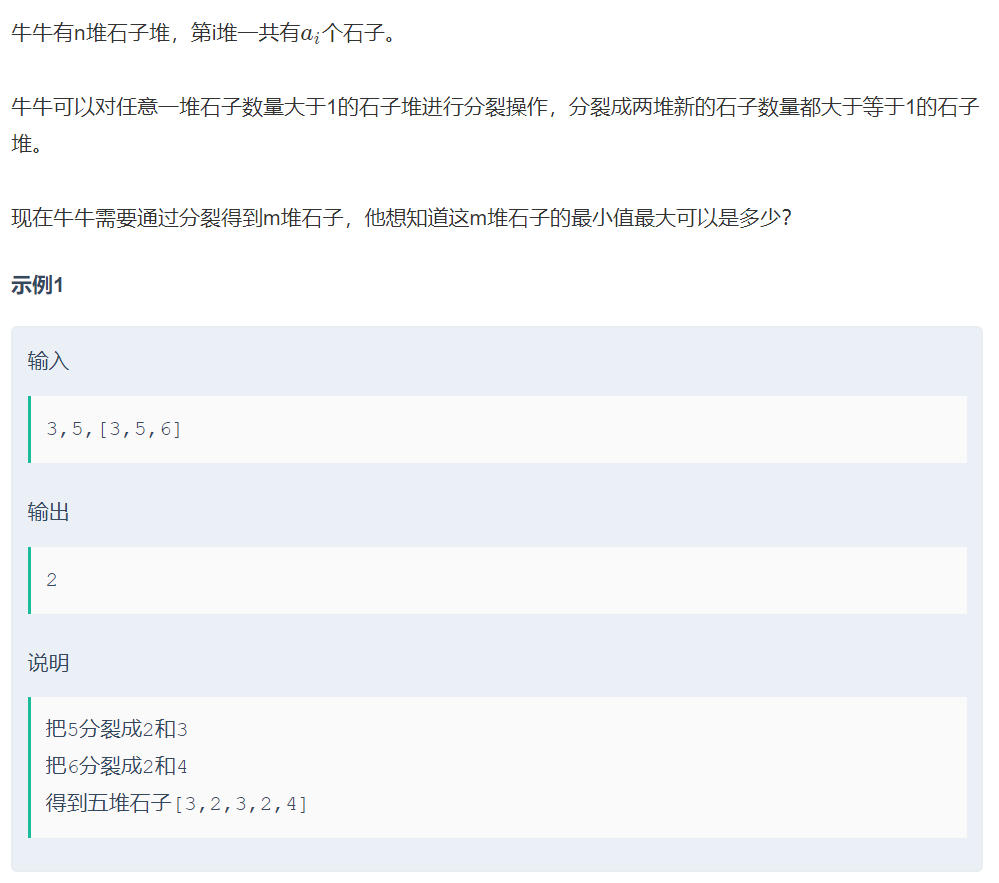 牛牛有n堆石子堆，第i堆一共有aᵢ个石子。
牛牛可以对任意一堆石子数量大于1的石子堆进行分裂操作，分裂成两堆新的石子数量都大于等于1的石子
堆。
现在牛牛需要通过分裂得到m堆石子，他想知道这m堆石子的最小值最大可以是多少？
示例1
输入
3,5,[3,5,6]
输出
2
说明
把5分裂成2和3
把6分裂成2和4
得到五堆石子[3,2,3,2,4]